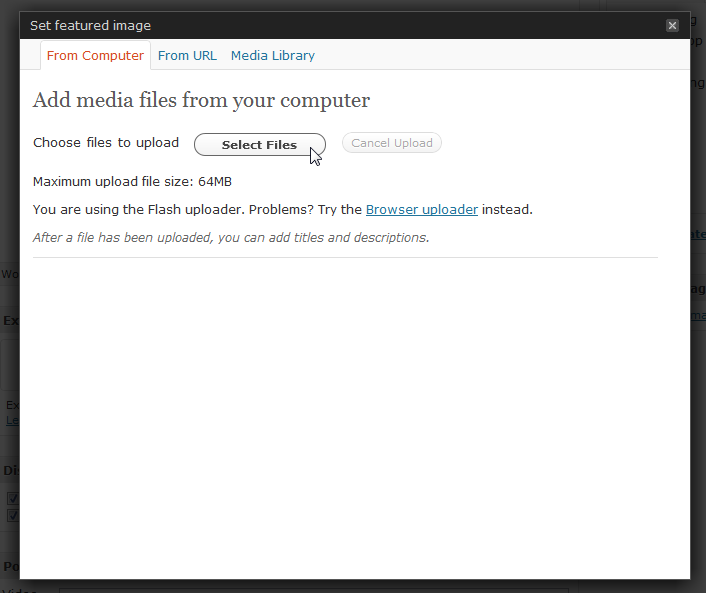 Set featured image
From Computer From URL Media Library
Add media files from your computer
Choose files to upload Select Files Cancel Upload
Maximum upload file size: 64MB
You are using the Flash uploader. Problems? Try the Browser uploader instead.
After a file has been uploaded, you can add titles and descriptions.